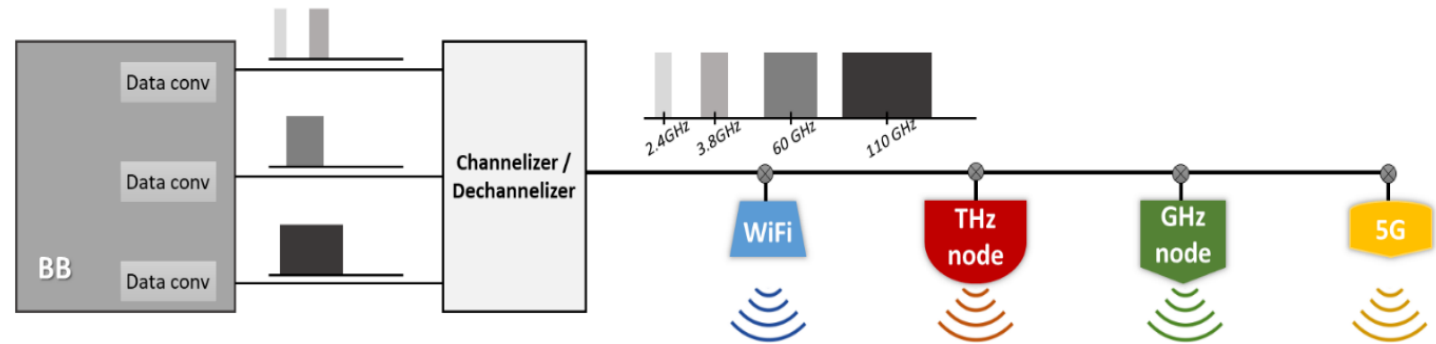 Data conv
Data conv
Data conv
BB
Channelizer /
Dechannelizer
2.4GHz
3.8GHz
60 GHz
110 GHz
WiFi
THz
node
GHz
node
5G